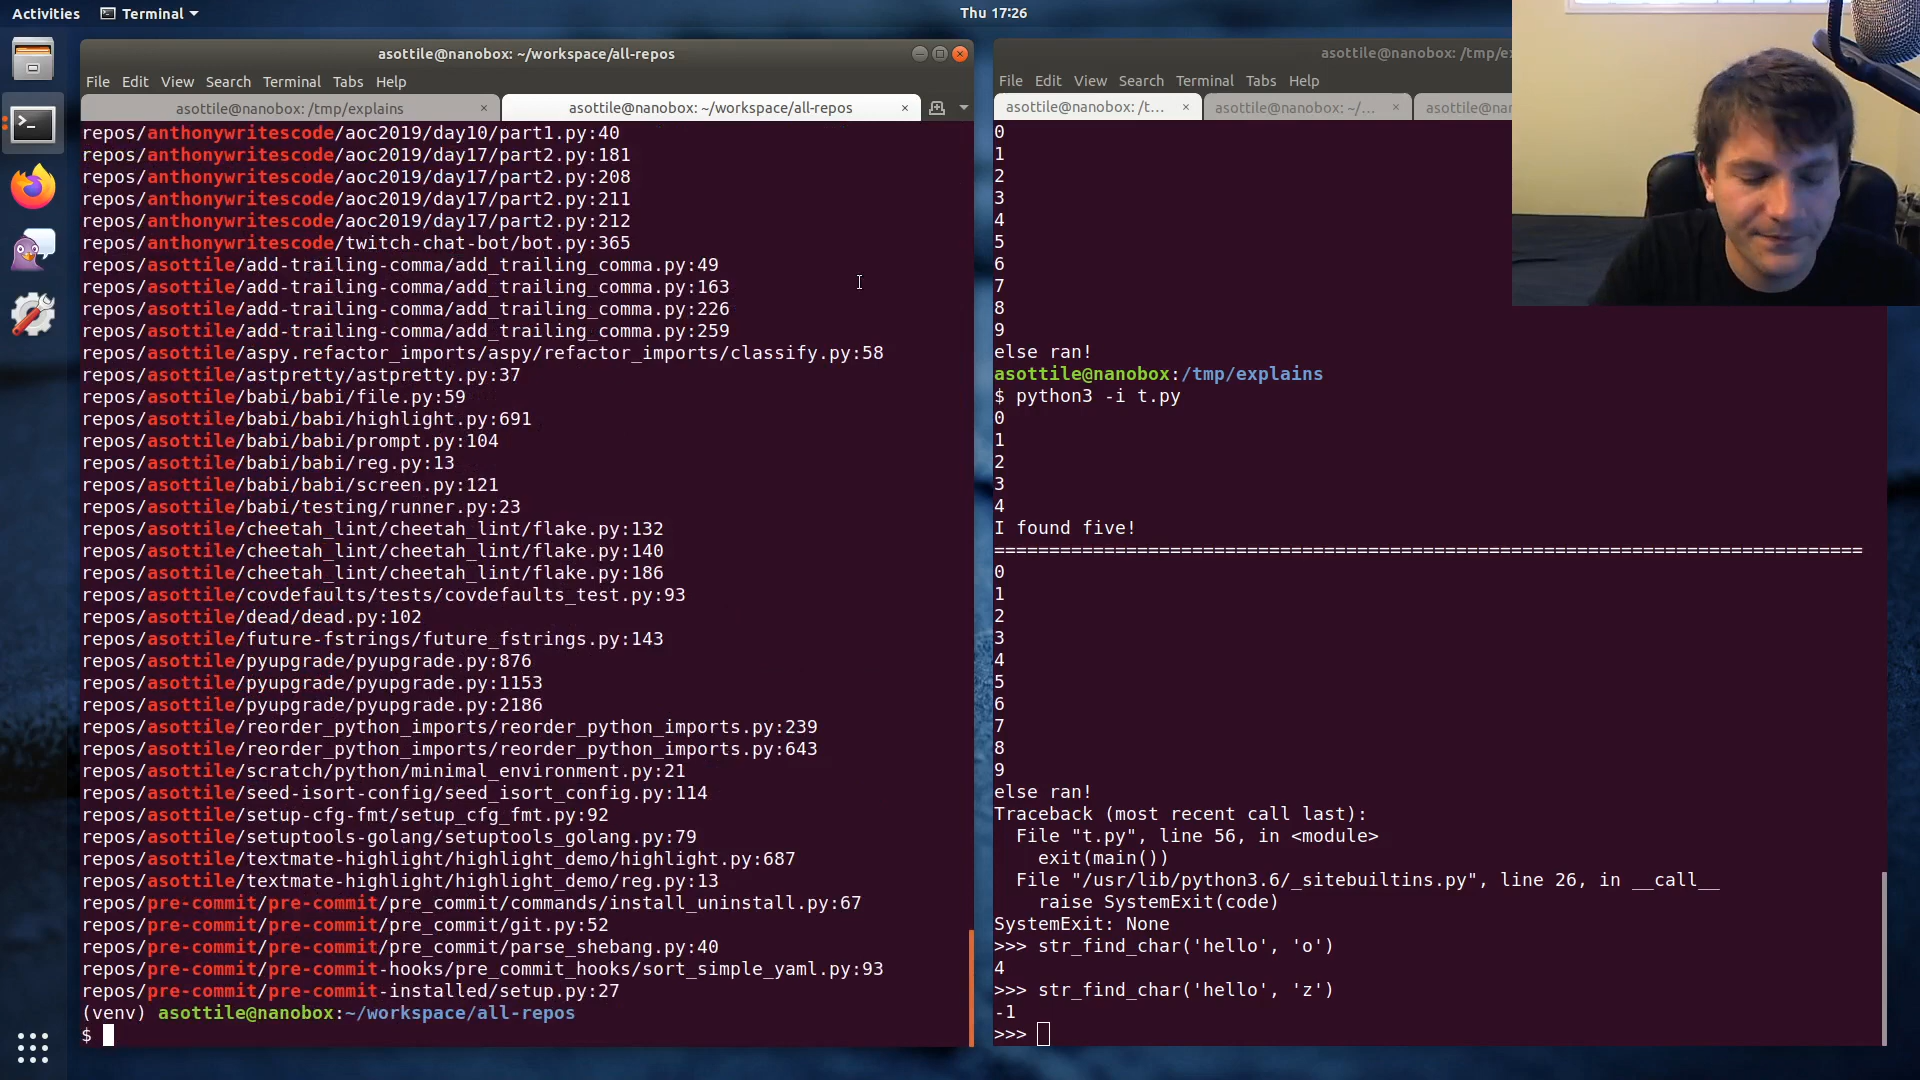 Activities
Terminal
Thu 17:26
asottile@nanobox: ~/workspace/all-repos
File Edit View Search Terminal Tabs Help
asottile@nanobox: /tmp/explains ×
asottile@nanobox: ~/workspace/all-repos ×
repos/anthonywritescode/aoc2019/day10/part1.py:40
repos/anthonywritescode/aoc2019/day17/part2.py:181
repos/anthonywritescode/aoc2019/day17/part2.py:208
repos/anthonywritescode/aoc2019/day17/part2.py:211
repos/anthonywritescode/aoc2019/day17/part2.py:212
repos/anthonywritescode/twitch-chat-bot/bot.py:365
repos/asottile/add-trailing-comma/add_trailing_comma.py:49
repos/asottile/add-trailing-comma/add_trailing_comma.py:163
repos/asottile/add-trailing-comma/add_trailing_comma.py:226
repos/asottile/add-trailing-comma/add_trailing_comma.py:259
repos/asottile/aspy.refactor_imports/aspy/refactor_imports/classify.py:58
repos/asottile/astpretty/astpretty.py:37
repos/asottile/babi/babi/file.py:59
repos/asottile/babi/babi/highlight.py:691
repos/asottile/babi/babi/prompt.py:104
repos/asottile/babi/babi/reg.py:13
repos/asottile/babi/babi/screen.py:121
repos/asottile/babi/testing/runner.py:23
repos/asottile/cheetah_lint/cheetah_lint/flake.py:132
repos/asottile/cheetah_lint/cheetah_lint/flake.py:140
repos/asottile/cheetah_lint/cheetah_lint/flake.py:186
repos/asottile/covdefaults/tests/covdefaults_test.py:93
repos/asottile/dead/dead.py:102
repos/asottile/future-fstrings/future_fstrings.py:143
repos/asottile/pyupgrade/pyupgrade.py:876
repos/asottile/pyupgrade/pyupgrade.py:1153
repos/asottile/pyupgrade/pyupgrade.py:2186
repos/asottile/reorder_python_imports/reorder_python_imports.py:239
repos/asottile/reorder_python_imports/reorder_python_imports.py:643
repos/asottile/scratch/python/minimal_environment.py:21
repos/asottile/seed-isort-config/seed_isort_config.py:114
repos/asottile/setup-cfg-fmt/setup_cfg_fmt.py:92
repos/asottile/setuptools-golang/setuptools_golang.py:79
repos/asottile/textmate-highlight/highlight_demo/highlight.py:687
repos/asottile/textmate-highlight/highlight_demo/reg.py:13
repos/pre-commit/pre-commit/pre_commit/commands/install_uninstall.py:67
repos/pre-commit/pre-commit/pre_commit/git.py:52
repos/pre-commit/pre-commit/pre_commit/parse_shebang.py:40
repos/pre-commit/pre-commit-hooks/pre_commit_hooks/sort_simple_yaml.py:93
repos/pre-commit/pre-commit-installed/setup.py:27
(venv) asottile@nanobox:~/workspace/all-repos
$
asottile@nanobox: /tmp/e
File Edit View Search Terminal Tabs Help
asottile@nanobox: /t... ×
asottile@nanobox: ~/... ×
asottile@na
0
1
2
3
4
5
6
7
8
9
else ran!
asottile@nanobox:/tmp/explains
$ python3 -i t.py
0
1
2
3
4
I found five!
===============================================================================
0
1
2
3
4
5
6
7
8
9
else ran!
Traceback (most recent call last):
File "t.py", line 56, in <module>
exit(main())
File "/usr/lib/python3.6/_sitebuiltins.py", line 26, in __call__
raise SystemExit(code)
SystemExit: None
>>> str_find_char('hello', 'o')
4
>>> str_find_char('hello', 'z')
-1
>>>